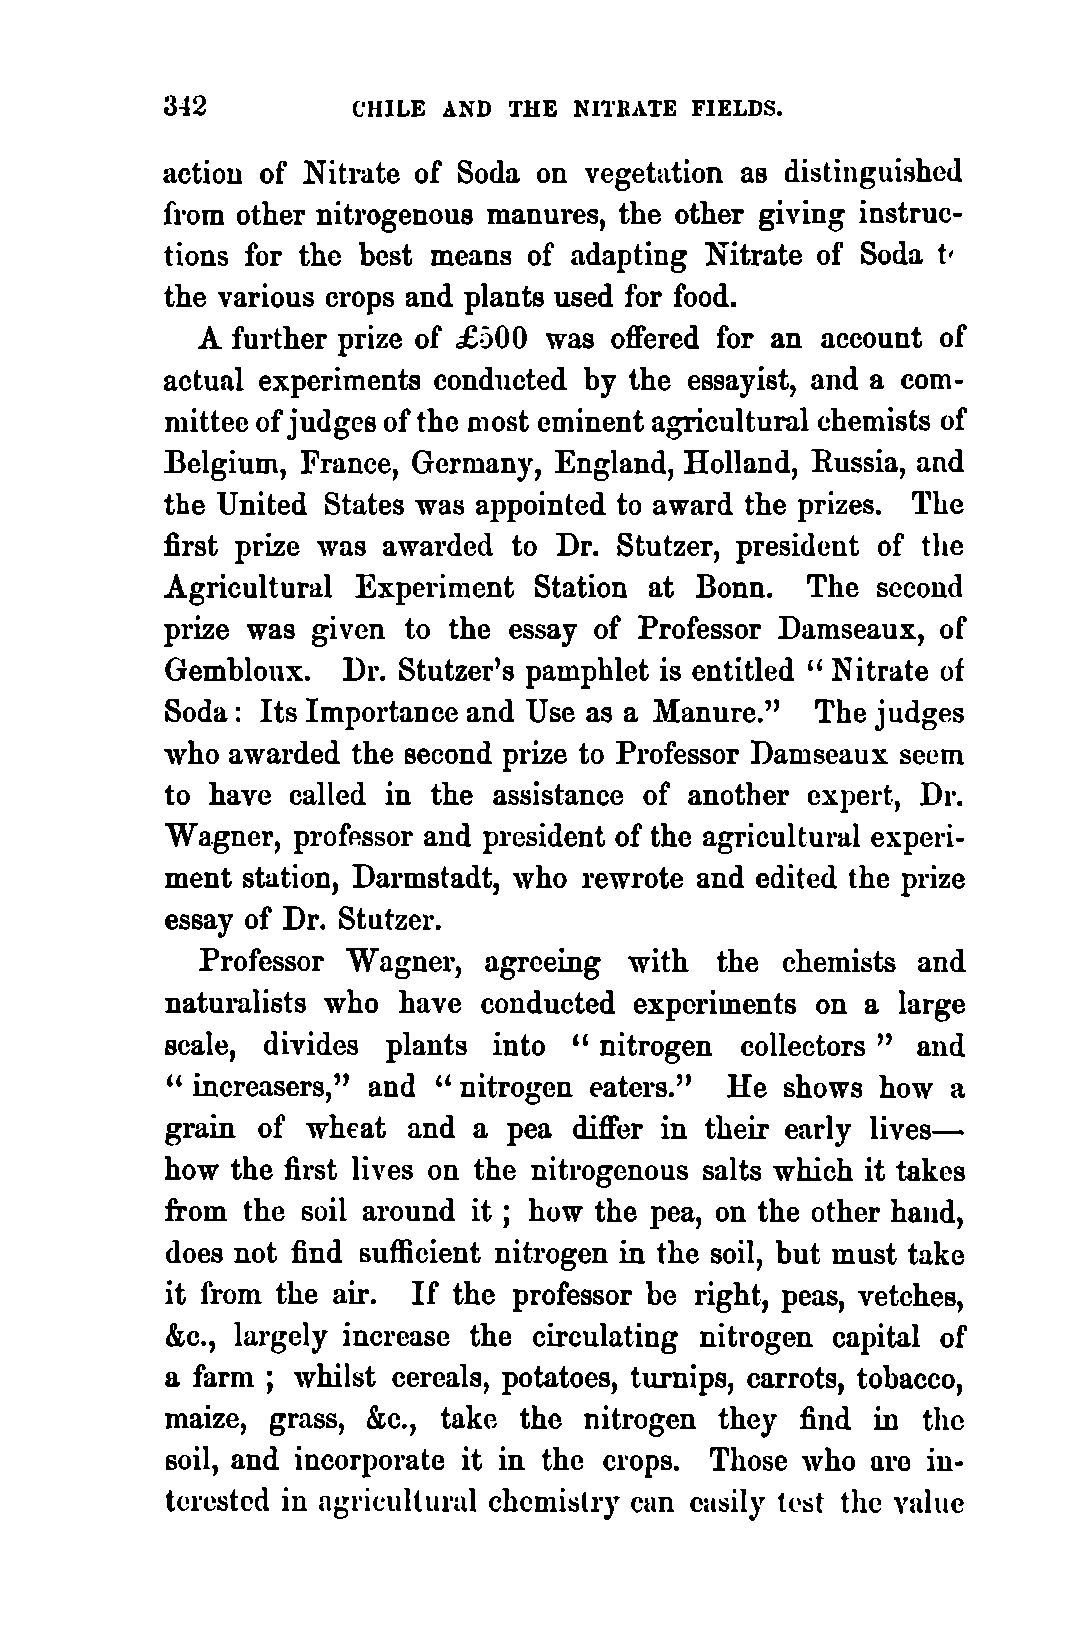 342 CHILE AND THE NITRATE FIELDS.
action of Nitrate of Soda on vegetation as distinguished
from other nitrogenous manures, the other giving instruc-
tions for the best means of adapting Nitrate of Soda t
the various crops and plants used for food.
A further prize of £500 was offered for an account of
actual experiments conducted by the essayist, and a com-
mittee of judges of the most eminent agricultural chemists of
Belgium, France, Germany, England, Holland, Russia, and
the United States was appointed to award the prizes. The
first prize was awarded to Dr. Stutzer, president of the
Agricultural Experiment Station at Bonn. The second
prize was given to the essay of Professor Damseaux, of
Gembloux. Dr. Stutzer's pamphlet is entitled “ Nitrate of
Soda : Its Importance and Use as a Manure.” The judges
who awarded the second prize to Professor Damseaux seem
to have called in the assistance of another expert, Dr.
Wagner, professor and president of the agricultural experi-
ment station, Darmstadt, who rewrote and edited the prize
essay of Dr. Stutzer.
Professor Wagner, agreeing with the chemists and
naturalists who have conducted experiments on a large
scale, divides plants into “ nitrogen collectors ” and
“ increasers,” and “ nitrogen eaters.” He shows how a
grain of wheat and a pea differ in their early lives—
how the first lives on the nitrogenous salts which it takes
from the soil around it ; how the pea, on the other hand,
does not find sufficient nitrogen in the soil, but must take
it from the air. If the professor be right, peas, vetches,
&c., largely increase the circulating nitrogen capital of
a farm ; whilst cereals, potatoes, turnips, carrots, tobacco,
maize, grass, &c., take the nitrogen they find in the
soil, and incorporate it in the crops. Those who are in-
terested in agricultural chemistry can easily test the value